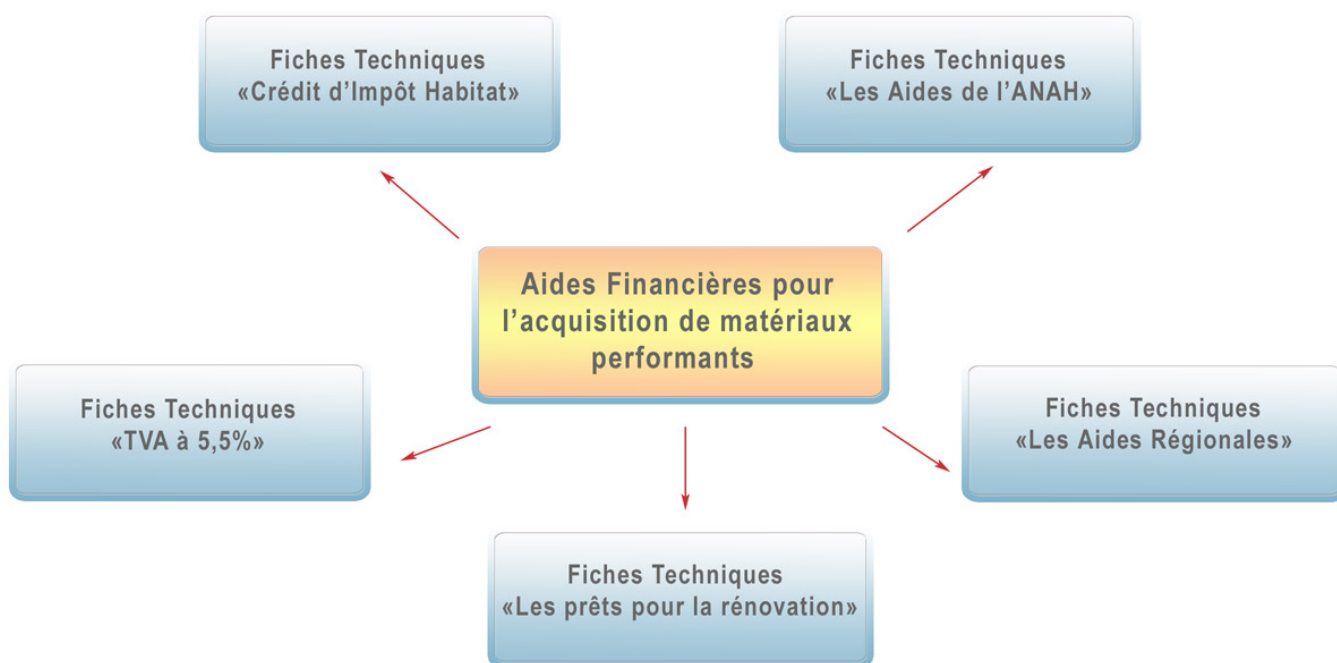 Fiches Techniques
«Crédit d’Impôt Habitat»
Fiches Techniques
«Les Aides de l’ANAH»
Aides Financières pour
l’acquisition de matériaux
performants
Fiches Techniques
«TVA à 5,5%»
Fiches Techniques
«Les Aides Régionales»
Fiches Techniques
«Les prêts pour la rénovation»